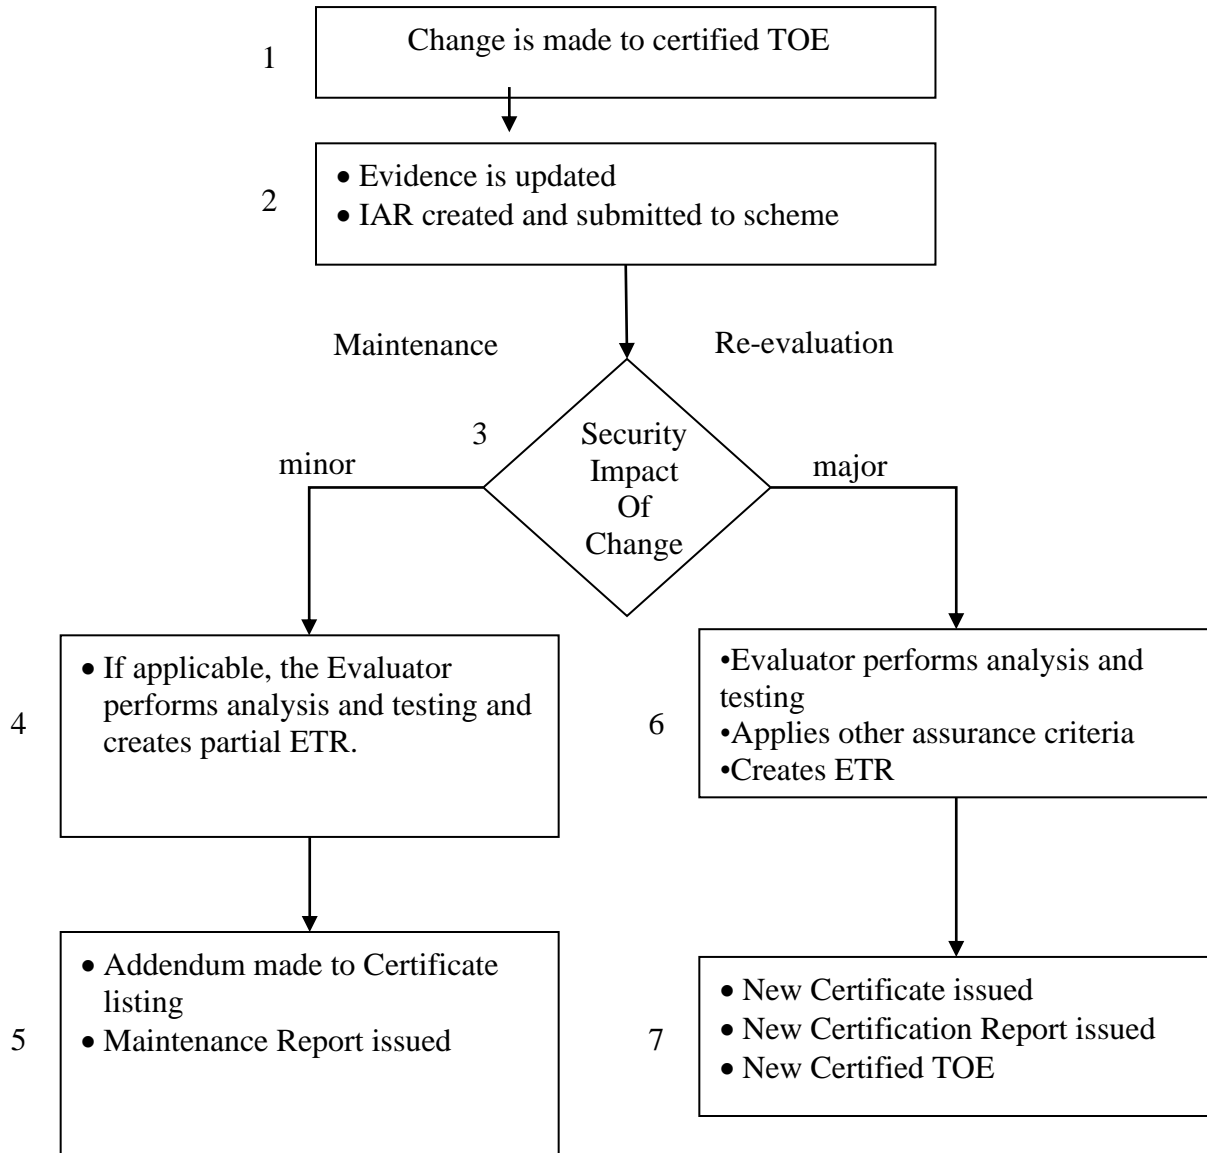 1
Change is made to certified TOE
2
• Evidence is updated
• IAR created and submitted to scheme
Maintenance
Re-evaluation
3
Security
Impact
Of
Change
minor
major
4
• If applicable, the Evaluator
performs analysis and testing and
creates partial ETR.
6
•Evaluator performs analysis and
testing
•Applies other assurance criteria
•Creates ETR
5
• Addendum made to Certificate
listing
• Maintenance Report issued
7
• New Certificate issued
• New Certification Report issued
• New Certified TOE